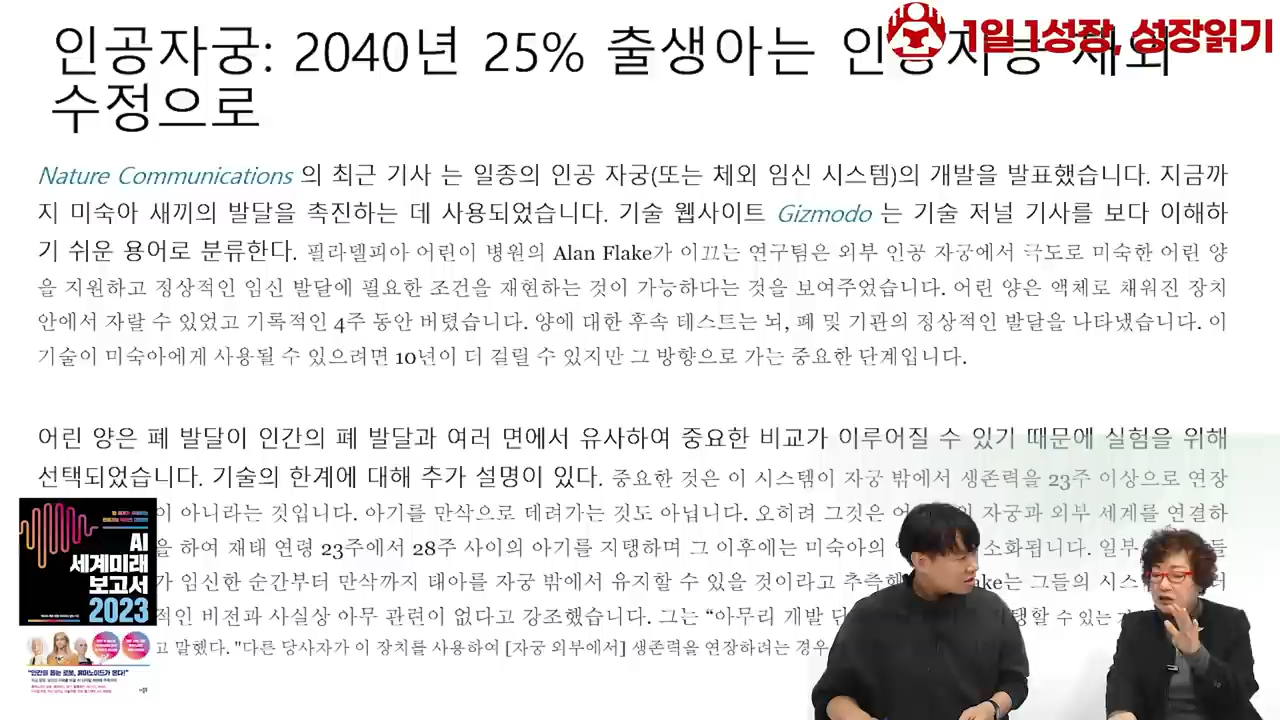 인공자궁: 2040년 25% 출생아는 인공자궁 체외
수정으로
1일 1성장, 성장읽기
Nature Communications 의 최근 기사 는 일종의 인공 자궁(또는 체외 임신 시스템)의 개발을 발표했습니다. 지금까
지 미숙아 새끼의 발달을 촉진하는 데 사용되었습니다. 기술 웹사이트 Gizmodo 는 기술 저널 기사를 보다 이해하
기 쉬운 용어로 분류한다. 필라델피아 어린이 병원의 Alan Flake가 이끄는 연구팀은 외부 인공 자궁에서 극도로 미숙한 어린 양
을 지원하고 정상적인 임신 발달에 필요한 조건을 재현하는 것이 가능하다는 것을 보여주었습니다. 어린 양은 액체로 채워진 장치
안에서 자랄 수 있었고 기록적인 4주 동안 버텼습니다. 양에 대한 후속 테스트는 뇌, 폐 및 기관의 정상적인 발달을 나타냈습니다. 이
기술이 미숙아에게 사용될 수 있으려면 10년이 더 걸릴 수 있지만 그 방향으로 가는 중요한 단계입니다.
어린 양은 폐 발달이 인간의 폐 발달과 여러 면에서 유사하여 중요한 비교가 이루어질 수 있기 때문에 실험을 위해
선택되었습니다. 기술의 한계에 대해 추가 설명이 있다. 중요한 것은 이 시스템이 자궁 밖에서 생존력을 23주 이상으로 연장
이 아니라는 것입니다. 아기를 만삭으로 데려가는 것도 아닙니다. 오히려 그것은 자궁과 외부 세계를 연결하
을 하여 재태 연령 23주에서 28주 사이의 아기를 지탱하며 그 이후에는 미숙아의 소화됩니다. 일부
가 임신한 순간부터 만삭까지 태아를 자궁 밖에서 유지할 수 있을 것이라고 추측 ke는 그들의
적인 비전과 사실상 아무 관련이 없다고 강조했습니다. 그는 “아무리 개발 탱할 수 있는
고 말했다. "다른 당사자가 이 장치를 사용하여 [자궁 외부에서] 생존력을 연장하려는 경우
AI
세계미래
보고서
2023
"인간을 돕는 로봇, 휴머노이드가 온다!"